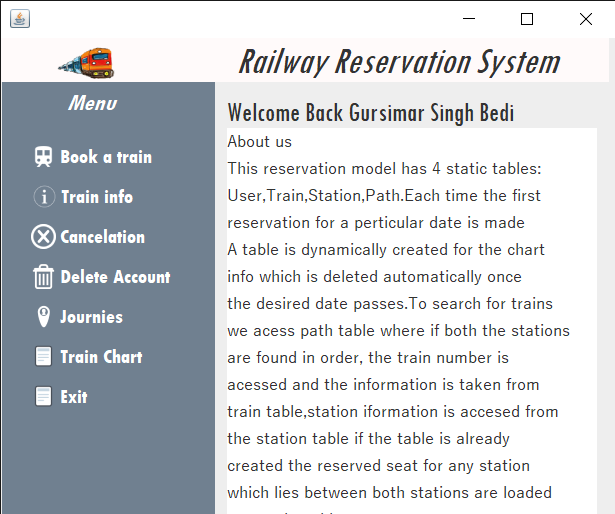 Railway Reservation System
Menu
Book a train
Train info
Cancelation
Delete Account
Journies
Train Chart
Exit
Welcome Back Gursimar Singh Bedi
About us
This reservation model has 4 static tables:
User,Train,Station,Path.Each time the first
reservation for a perticular date is made
A table is dynamically created for the chart
info which is deleted automatically once
the desired date passes.To search for trains
we acess path table where if both the stations
are found in order, the train number is
acessed and the information is taken from
train table,station iformation is accesed from
the station table if the table is already
created the reserved seat for any station
which lies between both stations are loaded